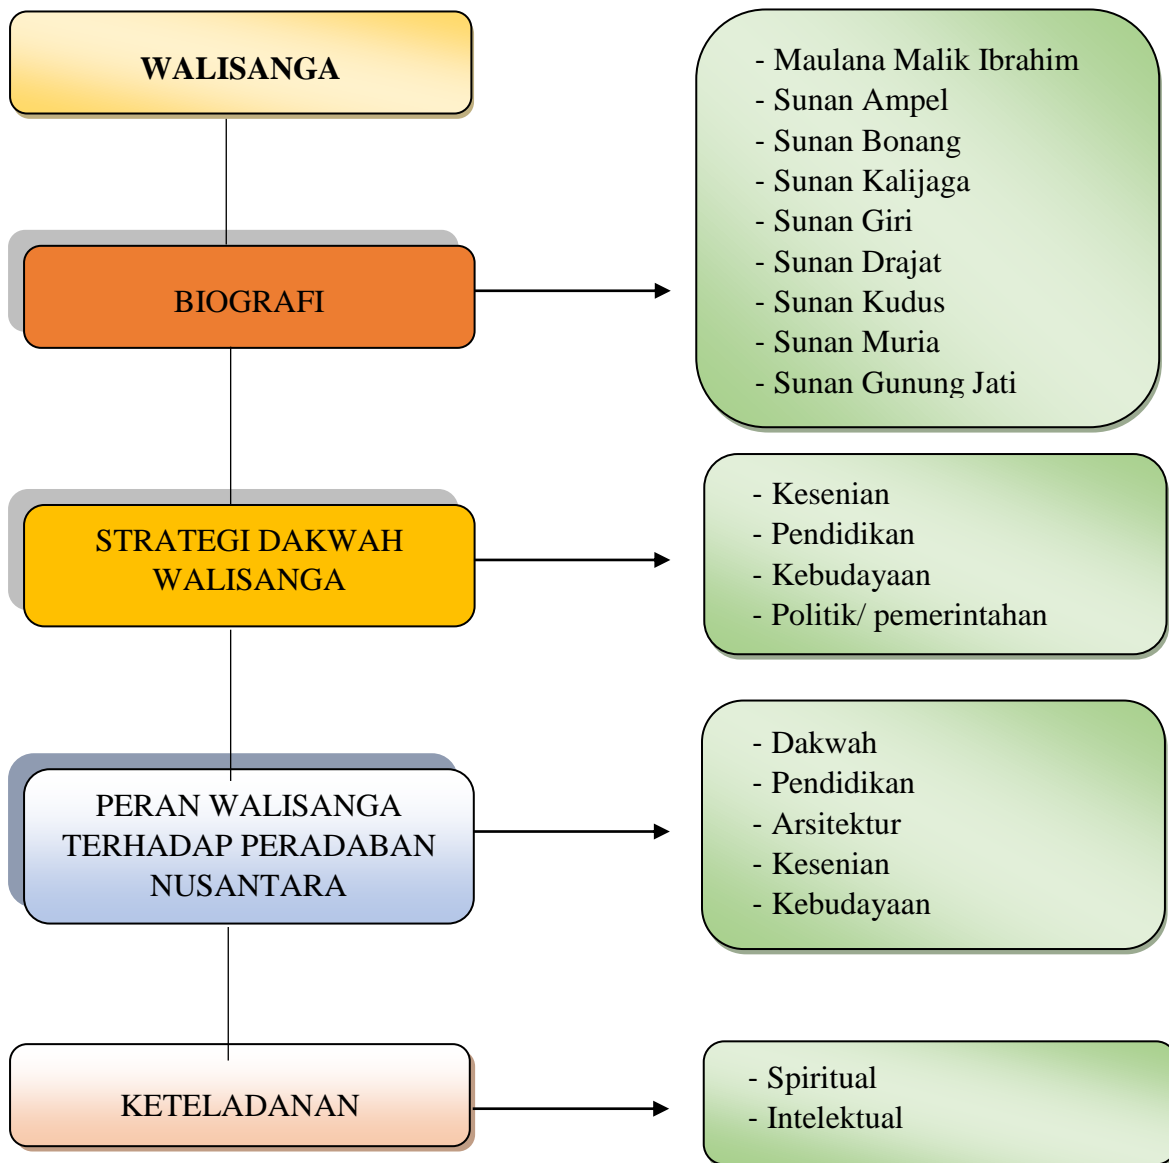 WALISANGA
- Maulana Malik Ibrahim
- Sunan Ampel
- Sunan Bonang
- Sunan Kalijaga
- Sunan Giri
- Sunan Drajat
- Sunan Kudus
- Sunan Muria
- Sunan Gunung Jati
BIOGRAFI
STRATEGI DAKWAH
WALISANGA
- Kesenian
- Pendidikan
- Kebudayaan
- Politik/ pemerintahan
PERAN WALISANGA
TERHADAP PERADABAN
NUSANTARA
- Dakwah
- Pendidikan
- Arsitektur
- Kesenian
- Kebudayaan
KETELADANAN
- Spiritual
- Intelektual